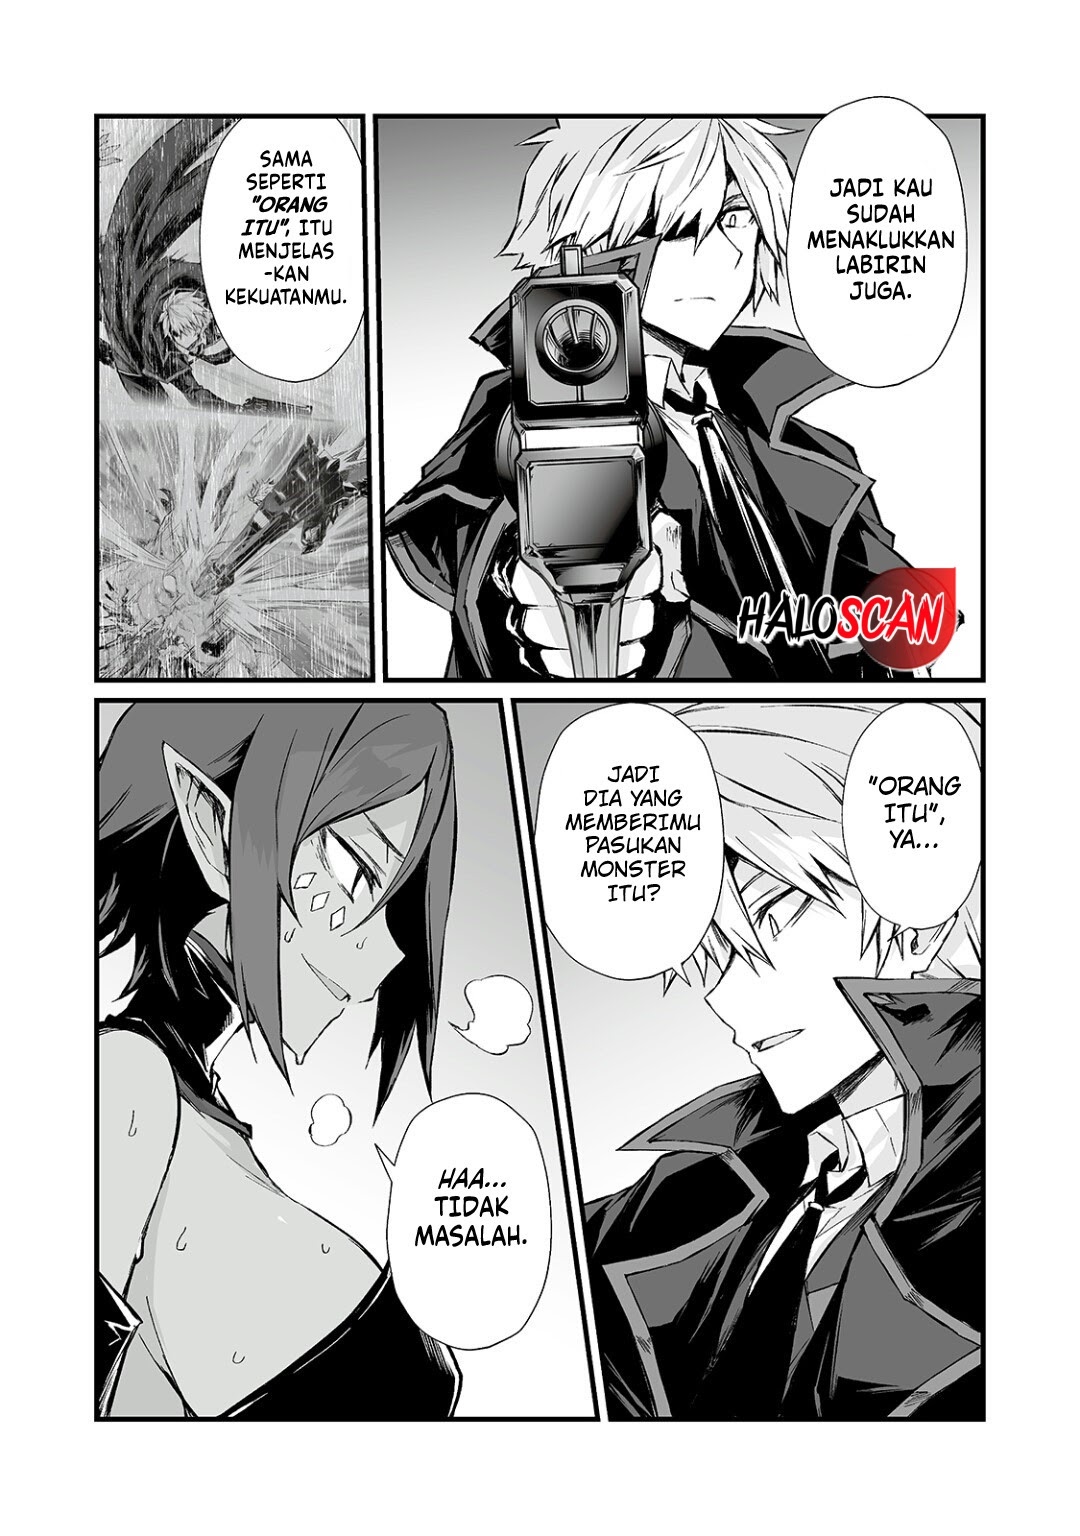 JADI KAU
SUDAH
MENAKLUKKAN
LABIRIN
JUGA.
SAMA
SEPERTI
"ORANG
ITU", ITU
MENJELAS
-KAN
KEKUATANMU.
HALOSCAN
"ORANG
ITU",
YA...
JADI
DIA YANG
MEMBERIMU
PASUKAN
MONSTER
ITU?
HAA...
TIDAK
MASALAH.